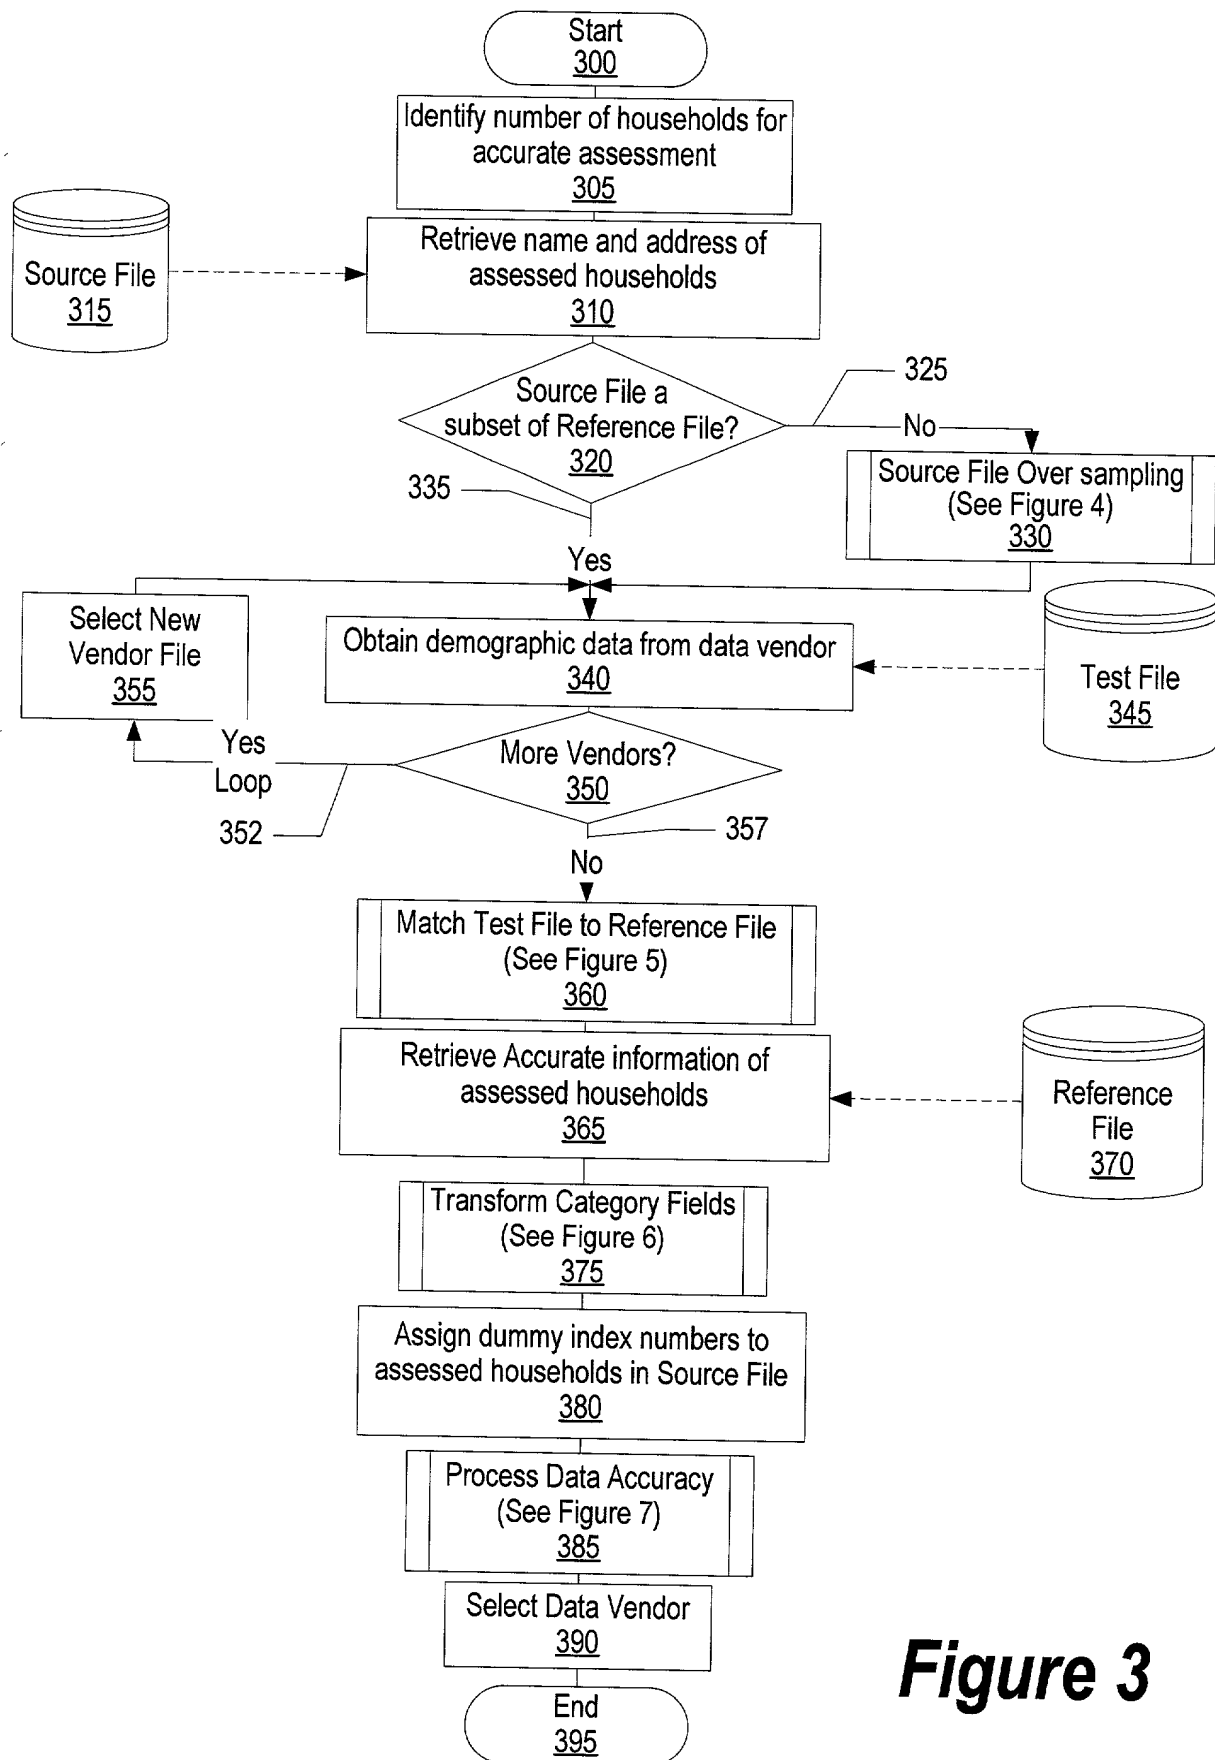 Start
300
Identify number of households for
accurate assessment
305
Source File
315
Retrieve name and address of
assessed households
310
Source File a
subset of Reference File?
320
325
No
335
Source File Over sampling
(See Figure 4)
330
Yes
Select New
Vendor File
355
Obtain demographic data from data vendor
340
Test File
345
Yes
Loop
More Vendors?
350
352
357
No
Match Test File to Reference File
(See Figure 5)
360
Retrieve Accurate information of
assessed households
365
Reference
File
370
Transform Category Fields
(See Figure 6)
375
Assign dummy index numbers to
assessed households in Source File
380
Process Data Accuracy
(See Figure 7)
385
Select Data Vendor
390
End
395
Figure 3